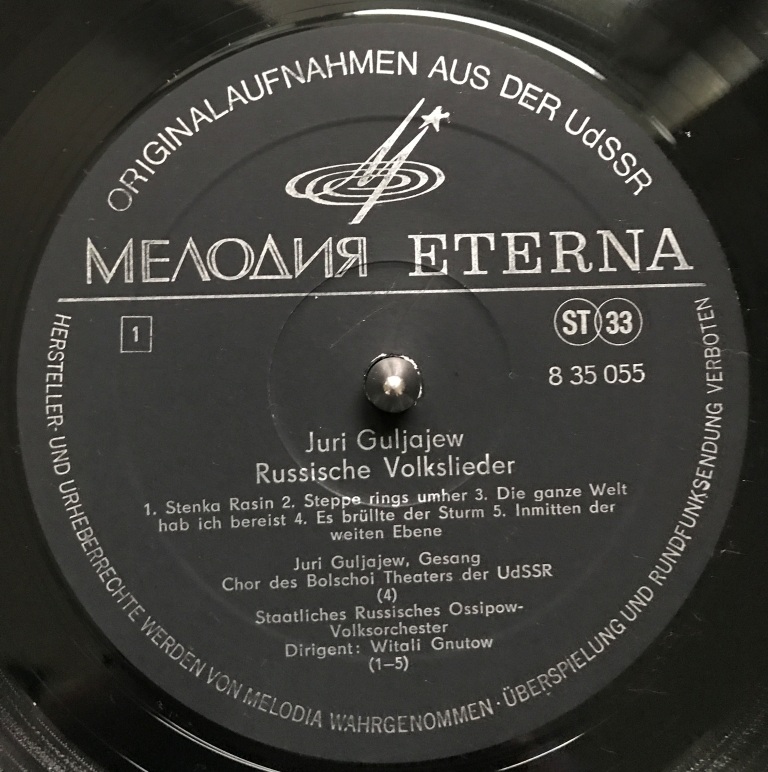 ORIGINALAUFNAHMEN AUS DER UdSSR
МЕЛОДИЯ ETERNA
1
ST 33
8 35 055
Juri Guljajew
Russische Volkslieder
1. Stenka Rasin 2. Steppe rings umher 3. Die ganze Welt
hab ich bereist 4. Es brüllte der Sturm 5. Inmitten der
weiten Ebene
Juri Guljajew, Gesang
Chor des Bolschoi Theaters der UdSSR
(4)
Staatliches Russisches Ossipow-
Volksorchester
Dirigent: Witali Gnutow
(1–5)
HERSTELLER- UND URHEBERRECHTE WERDEN VON MELODIA WAHRGENOMMEN · ÜBERSPIELUNG UND RUNDFUNKSENDUNG VERBOTEN